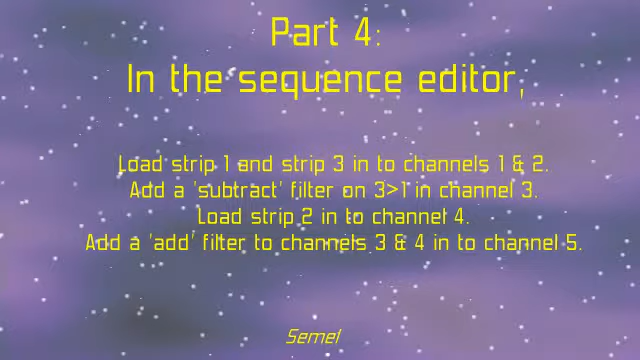 Part 4:
In the sequence editor,
Load strip 1 and strip 3 in to channels 1 & 2.
Add a 'subtract' filter on 3>1 in channel 3.
Load strip 2 in to channel 4.
Add a 'add' filter to channels 3 & 4 in to channel 5.
Semel